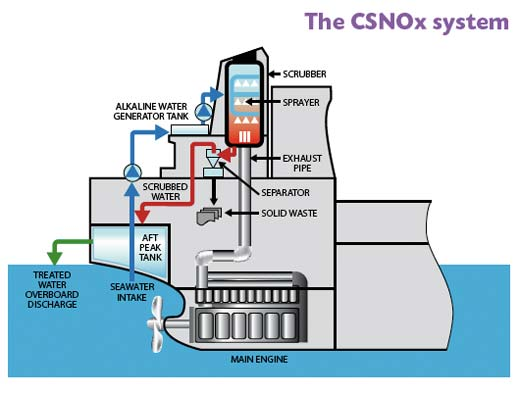 The CSNOx system
SCRUBBER
ALKALINE WATER
GENERATOR TANK
SPRAYER
EXHAUST
PIPE
SCRUBBED
WATER
SEPARATOR
SOLID WASTE
AFT
PEAK
TANK
TREATED
WATER
OVERBOARD
DISCHARGE
SEAWATER
INTAKE
MAIN ENGINE